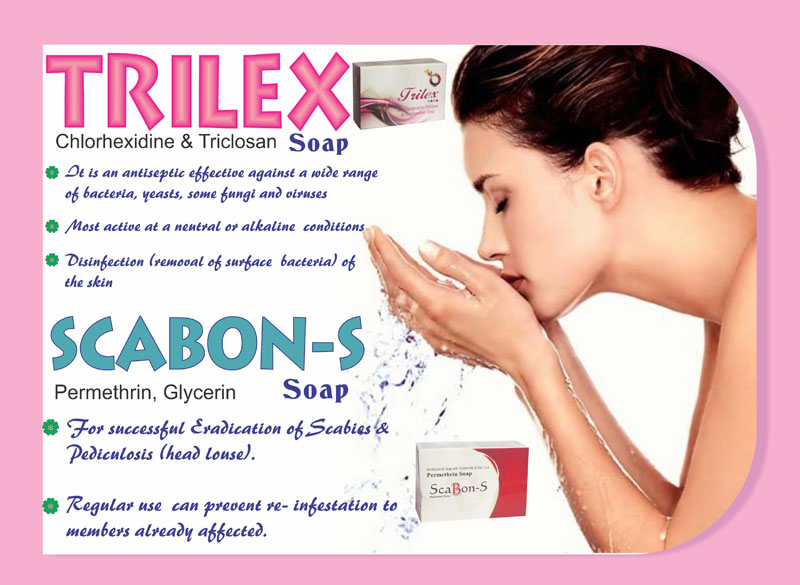 TRILEX
Chlorhexidine & Triclosan Soap
It is an antiseptic effective against a wide range
of bacteria, yeasts, some fungi and viruses
Most active at a neutral or alkaline conditions
Disinfection (removal of surface bacteria) of
the skin
Trilex
SCABON-S
Permethrin, Glycerin Soap
For successful Eradication of Scabies &
Pediculosis (head louse).
Regular use can prevent re- infestation to
members already affected.
Permethrin Soap
ScaBon-S